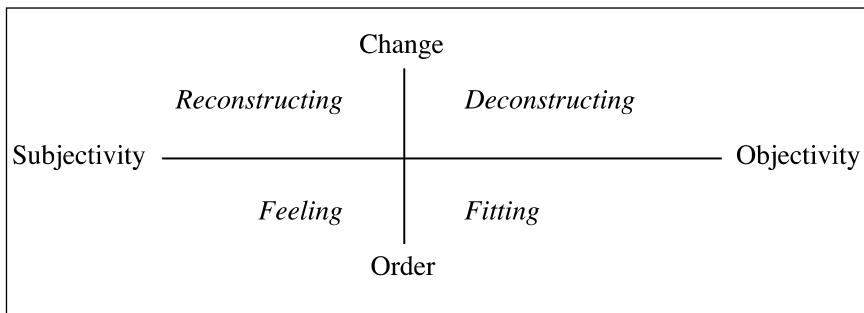 Change
Reconstructing Deconstructing
Subjectivity Objectivity
Feeling Fitting
Order